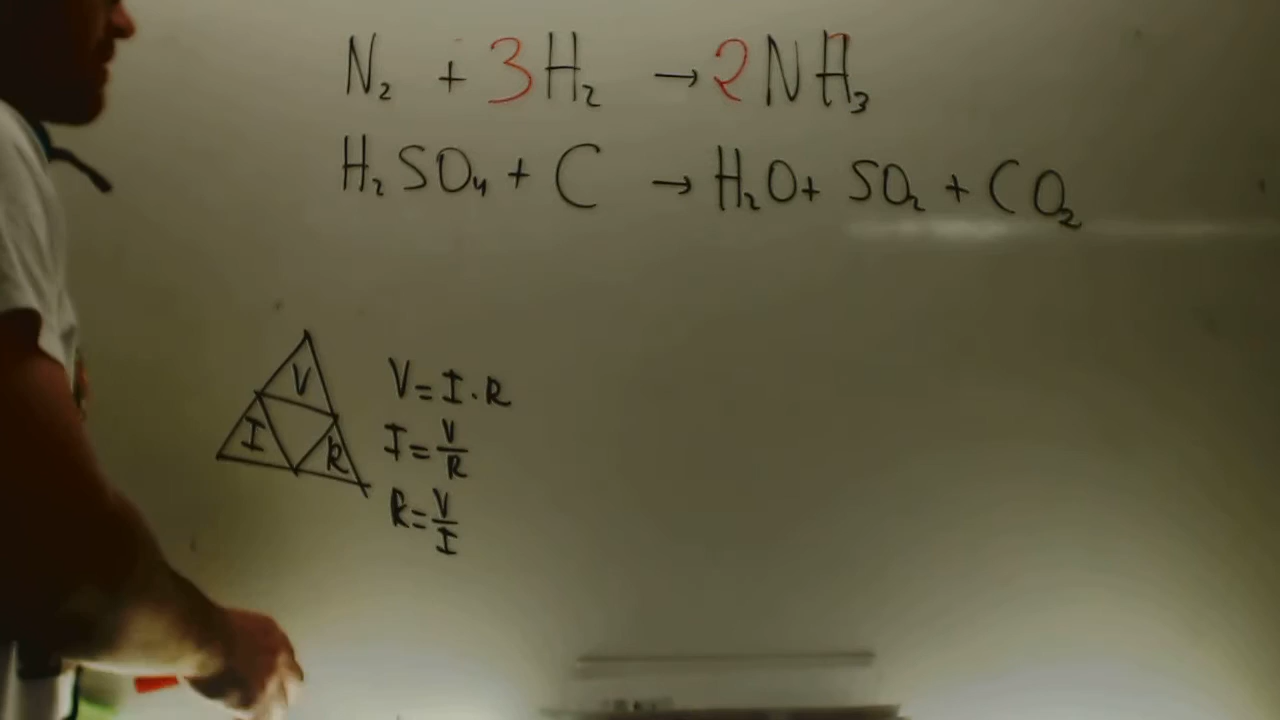 N₂ + 3H₂ → 2NH₃
H₂SO₄ + C → H₂O + SO₂ + CO₂
V
I R
V = I · R
I = V/R
R = V/I